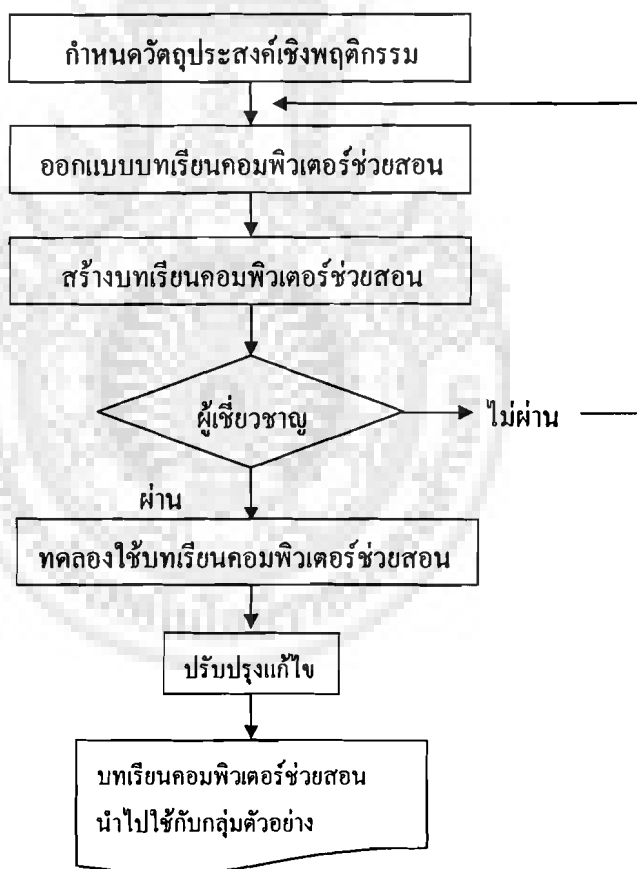 กำหนดวัตถุประสงค์เชิงพฤติกรรม
ออกแบบบทเรียนคอมพิวเตอร์ช่วยสอน
สร้างบทเรียนคอมพิวเตอร์ช่วยสอน
ผู้เชี่ยวชาญ
ไม่ผ่าน
ผ่าน
ทดลองใช้บทเรียนคอมพิวเตอร์ช่วยสอน
ปรับปรุงแก้ไข
บทเรียนคอมพิวเตอร์ช่วยสอน
นำไปใช้กับกลุ่มตัวอย่าง